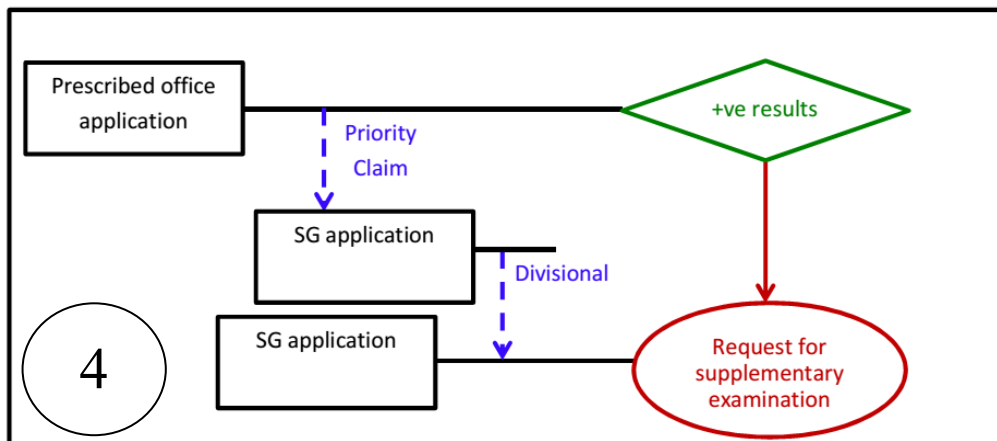 Prescribed office
application
+ve results
Priority
Claim
SG application
Divisional
SG application
4
Request for
supplementary
examination